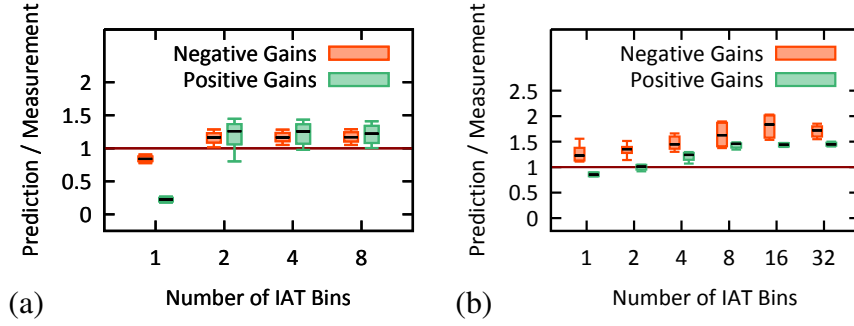 Prediction / Measurement
Negative Gains
Positive Gains
2
1.5
1
0.5
0
1 2 4 8
Number of IAT Bins
(a)
Prediction / Measurement
Negative Gains
Positive Gains
2.5
2
1.5
1
0.5
0
1 2 4 8 16 32
Number of IAT Bins
(b)